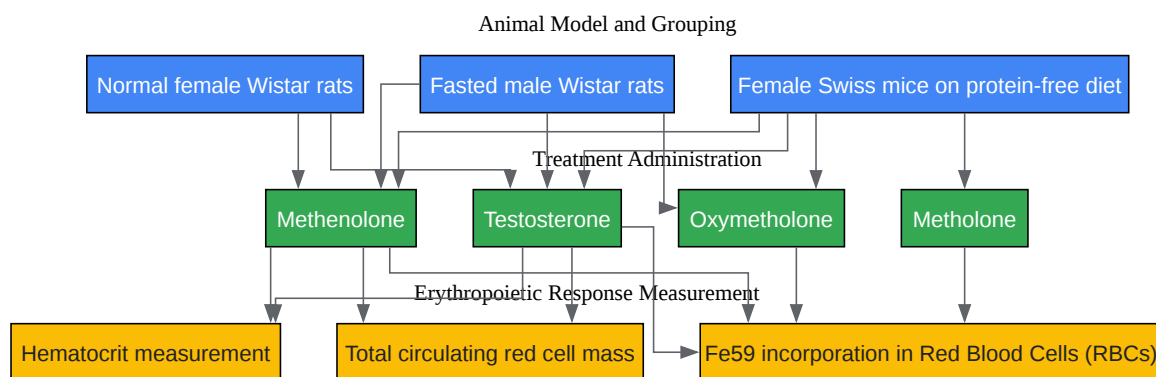 Animal Model and Grouping
Normal female Wistar rats
Fasted male Wistar rats
Female Swiss mice on protein-free diet
Treatment Administration
Methenolone
Testosterone
Oxymetholone
Metholone
Erythropoietic Response Measurement
Hematocrit measurement
Total circulating red cell mass
Fe59 incorporation in Red Blood Cells (RBCs)